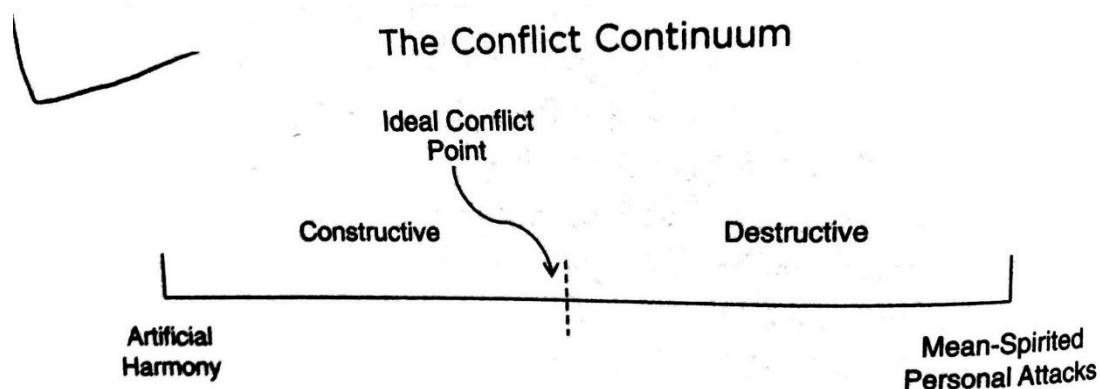 The Conflict Continuum
Ideal Conflict
Point
Constructive
Destructive
Artificial
Harmony
Mean-Spirited
Personal Attacks